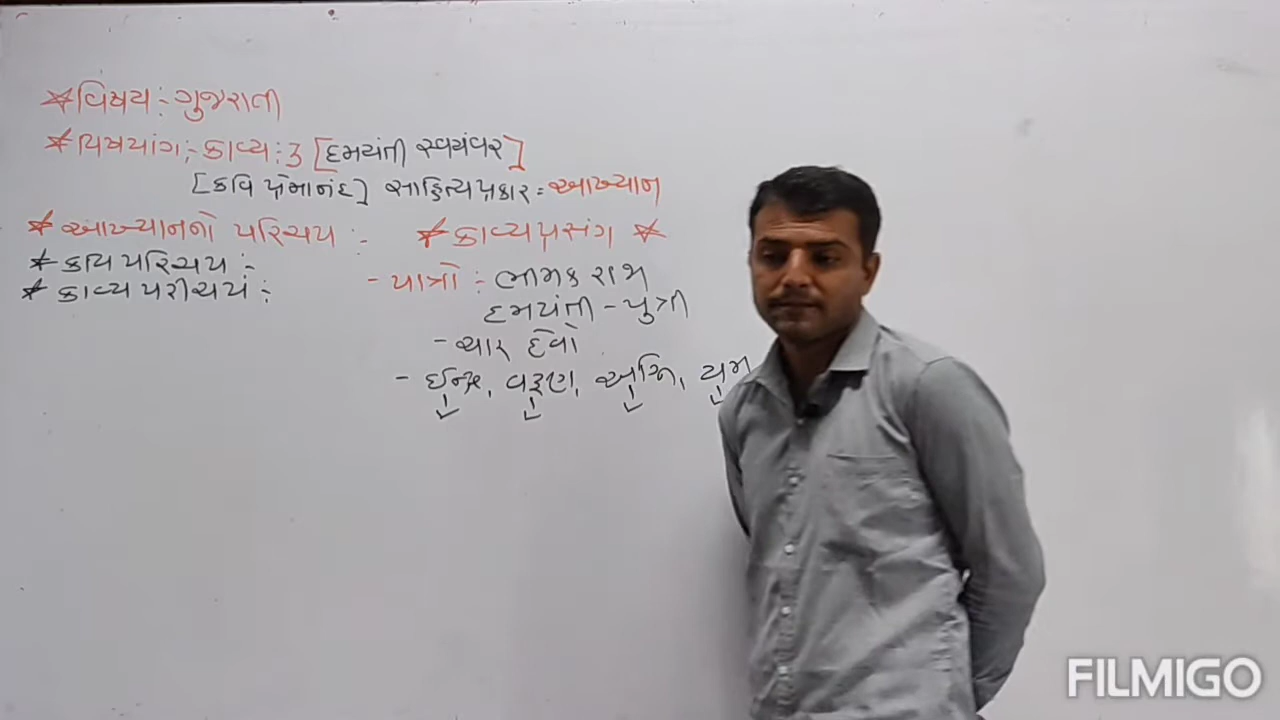 * વિષય :- ગુજરાતી
* વિષયાંગ :- કાવ્ય : 3 [દમયંતી સ્વયંવર]
[કવિ પ્રેમાનંદ] સાહિત્યપ્રકાર = આખ્યાન
* આખ્યાનનો પરિચય :-
* કવિ પરિચય :-
* કાવ્ય પરીચય :-
* કાવ્યપ્રસંગ *
- પાત્રો :- ભીમક રાજા
દમયંતી - પુત્રી
- ચાર દેવો
- ઈન્દ્ર, વરૂણ, અગ્નિ, યમ
FILMIGO